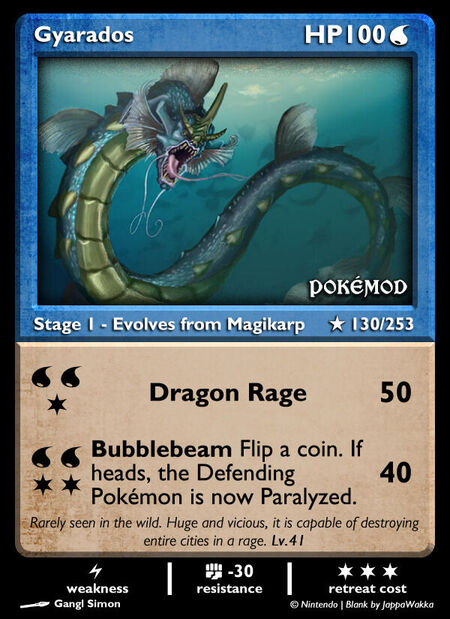 Gyarados HP100
POKÉMOD
Stage 1 - Evolves from Magikarp ★ 130/253
Dragon Rage 50
Bubblebeam Flip a coin. If
heads, the Defending 40
Pokémon is now Paralyzed.
Rarely seen in the wild. Huge and vicious, it is capable of destroying
entire cities in a rage. Lv.41
-30
weakness resistance retreat cost
Gangl Simon © Nintendo | Blank by JappaWakka